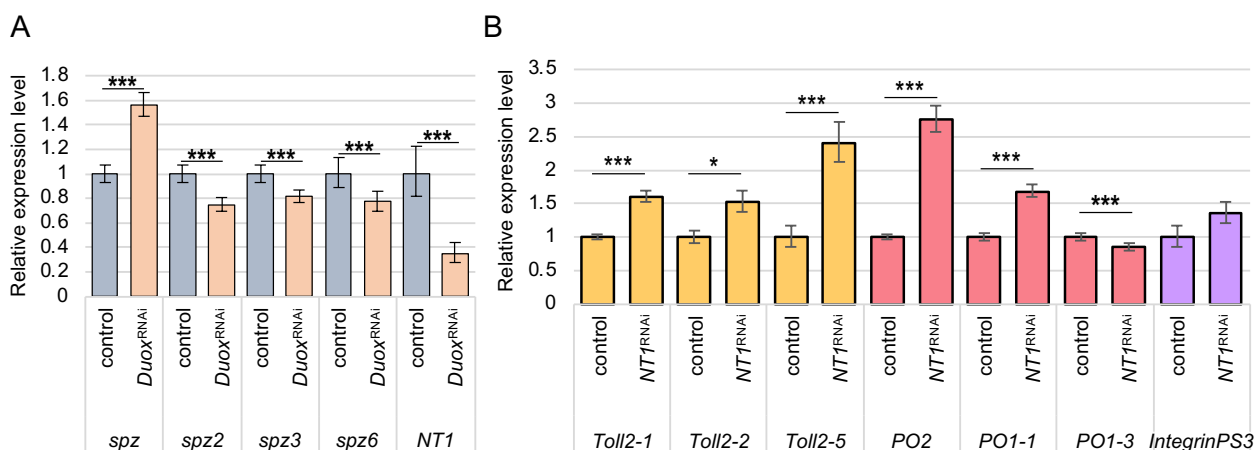 A
Relative expression level
1.8
1.6
1.4
1.2
1
0.8
0.6
0.4
0.2
0
***
***
***
***
***
control
DuoxRNAi
control
DuoxRNAi
control
DuoxRNAi
control
DuoxRNAi
control
DuoxRNAi
spz
spz2
spz3
spz6
NT1
B
Relative expression level
3.5
3
2.5
2
1.5
1
0.5
0
***
*
***
***
***
***
control
NT1RNAi
control
NT1RNAi
control
NT1RNAi
control
NT1RNAi
control
NT1RNAi
control
NT1RNAi
control
NT1RNAi
Toll2-1
Toll2-2
Toll2-5
PO2
PO1-1
PO1-3
IntegrinPS3